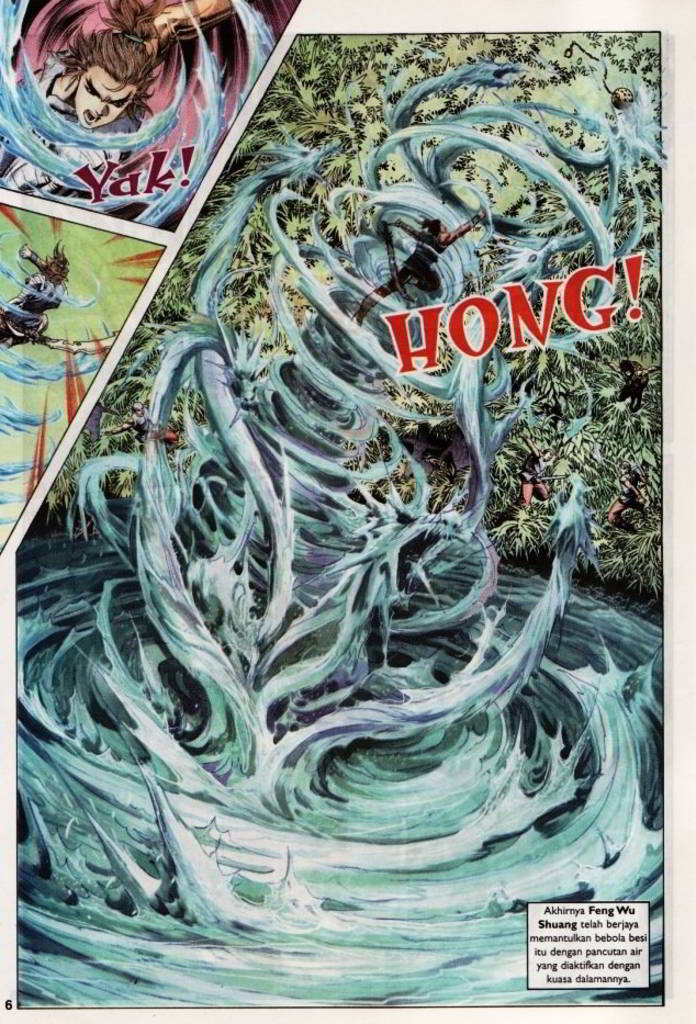 Yak!
HONG!
Akhirnya Feng Wu
Shuang telah berjaya
memantulkan bebola besi
itu dengan pancutan air
yang diaktifkan dengan
kuasa dalamannya.
6